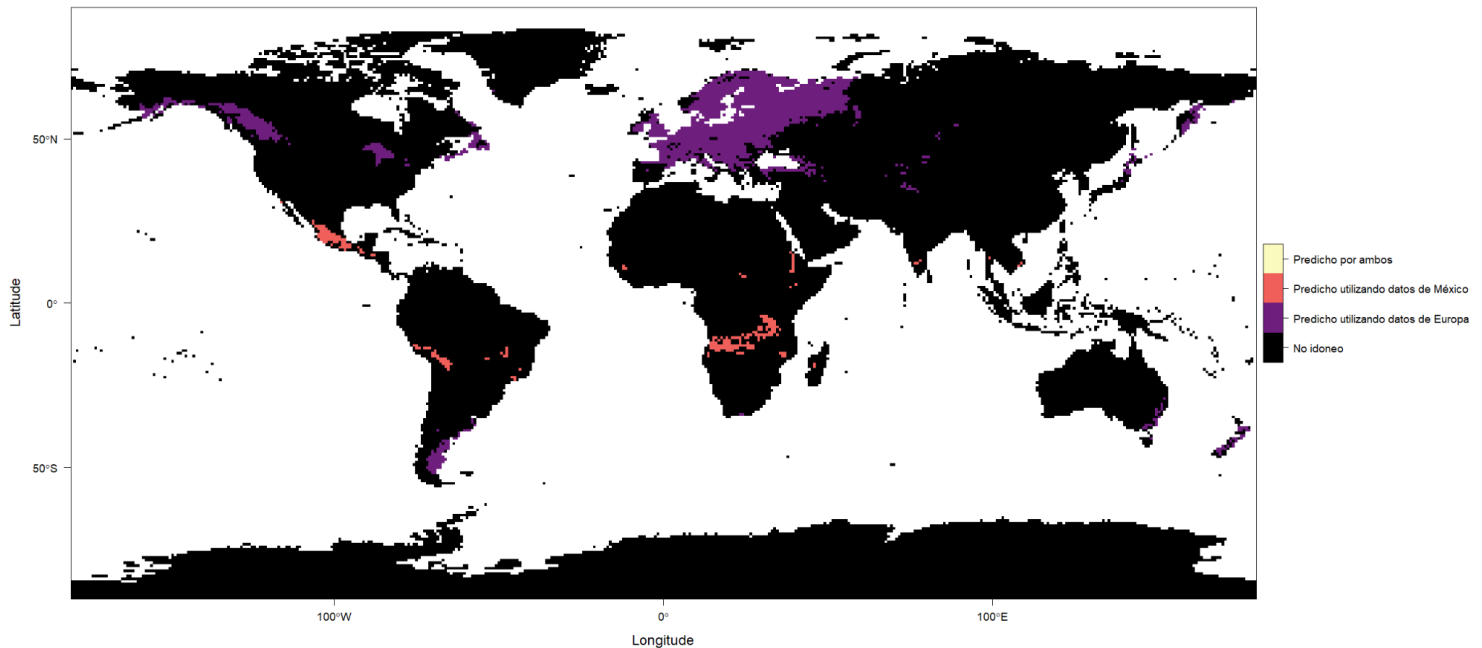 50°N
0°
50°S
Latitude
100°W
0°
100°E
Longitude
Predicho por ambos
Predicho utilizando datos de México
Predicho utilizando datos de Europa
No idoneo